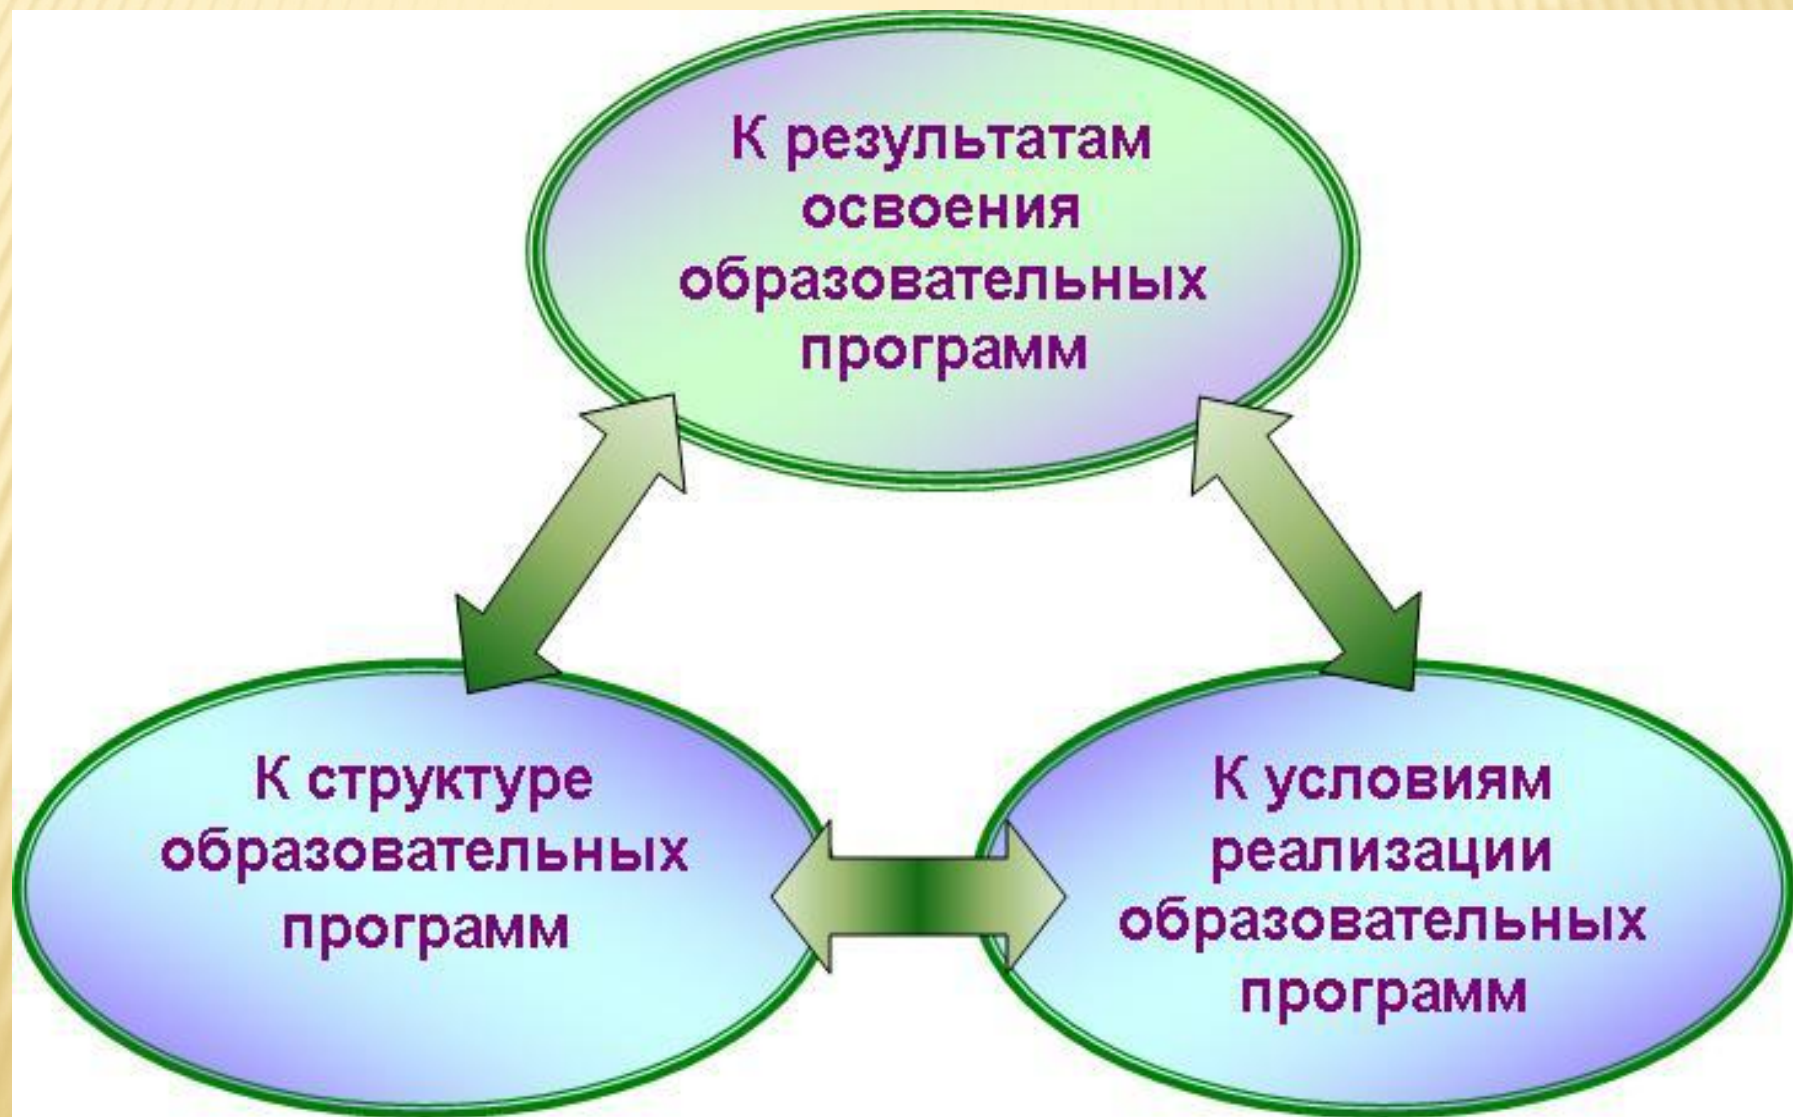 К результатам
освоения
образовательных
программ
К структуре
образовательных
программ
К условиям
реализации
образовательных
программ